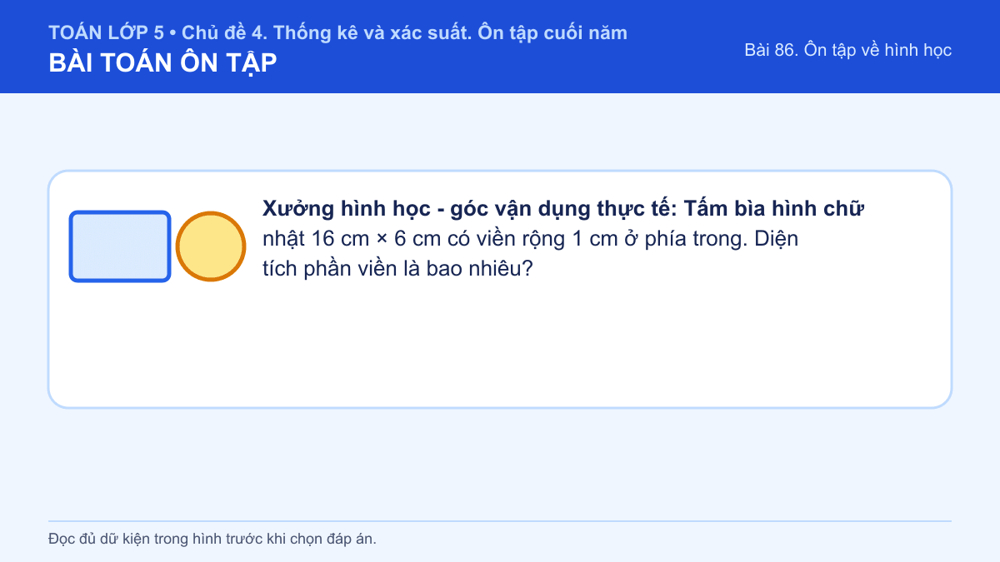 TOÁN LỚP 5 • Chủ đề 4. Thống kê và xác suất. Ôn tập cuối năm
BÀI TOÁN ÔN TẬP
Bài 86. Ôn tập về hình học
Xưởng hình học - góc vận dụng thực tế: Tấm bìa hình chữ
nhật 16 cm × 6 cm có viền rộng 1 cm ở phía trong. Diện
tích phần viền là bao nhiêu?
Đọc đủ dữ kiện trong hình trước khi chọn đáp án.